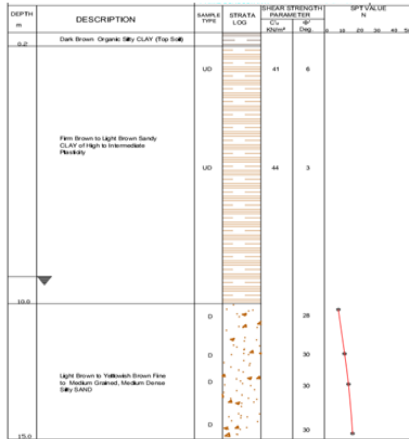 DEPTH
m
DESCRIPTION
SAMPLE
TYPE
STRATA
LOG
SHEAR STRENGTH
PARAMETER
Cu
KN/m²
Φ'
Deg.
SPT VALUE
N
0 10 20 30 40 50
Dark Brown Organic Silty CLAY (Top Soil)
0.2
UD 41 6
Firm Brown to Light Brown Sandy
CLAY of High to Intermediate
Plasticity
UD 44 3
10.0
D 28
D 30
Light Brown to Yellowish Brown Fine
to Medium Grained, Medium Dense
Silty SAND
D 30
D 30
15.0